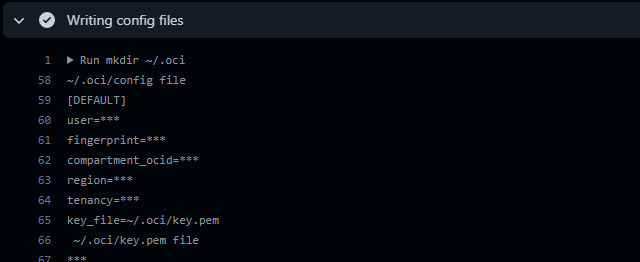 Writing config files
1 Run mkdir ~/.oci
58 ~/.oci/config file
59 [DEFAULT]
60 user=***
61 fingerprint=***
62 compartment_ocid=***
63 region=***
64 tenancy=***
65 key_file=~/.oci/key.pem
66 ~/.oci/key.pem file
67 ***